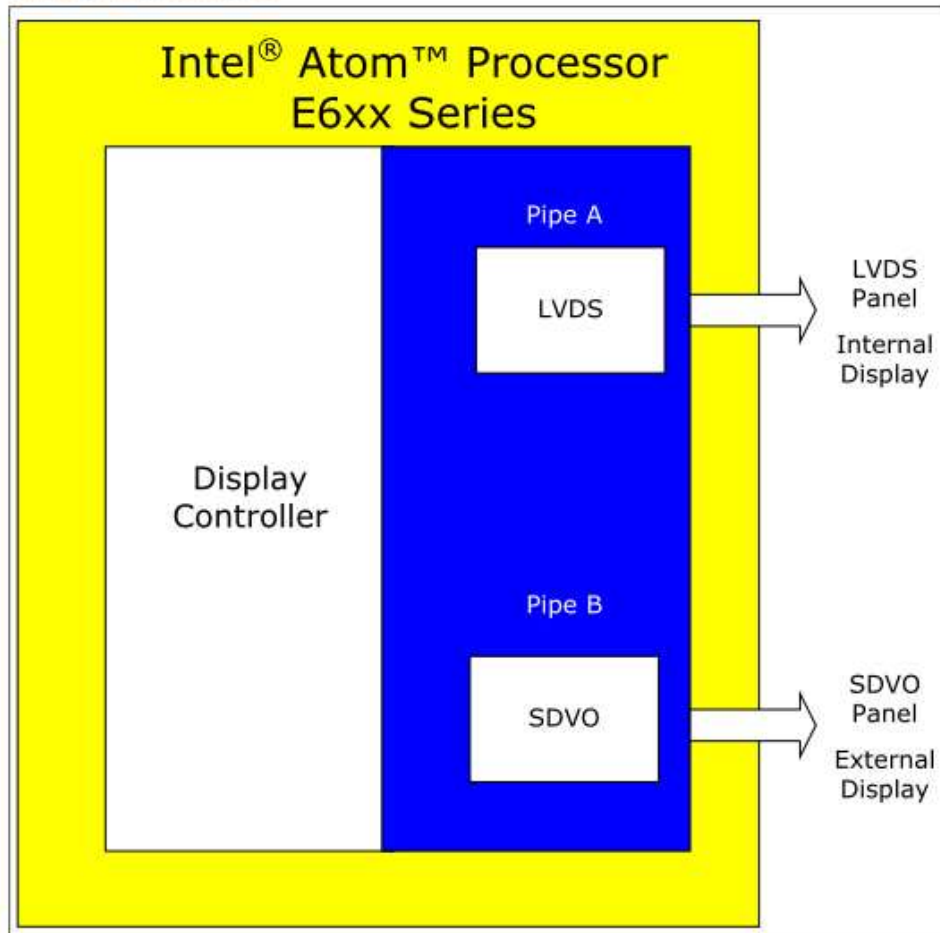 Intel® Atom™ Processor
E6xx Series
Pipe A
LVDS
LVDS
Panel
Internal
Display
Display
Controller
Pipe B
SDVO
SDVO
Panel
External
Display